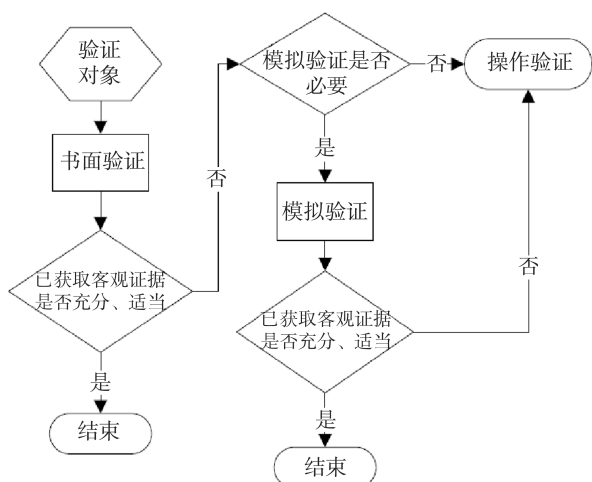 验证
对象
书面验证
已获取客观证据
是否充分、适当
是
结束
否
模拟验证是否
必要
否
操作验证
是
模拟验证
已获取客观证据
是否充分、适当
否
是
结束